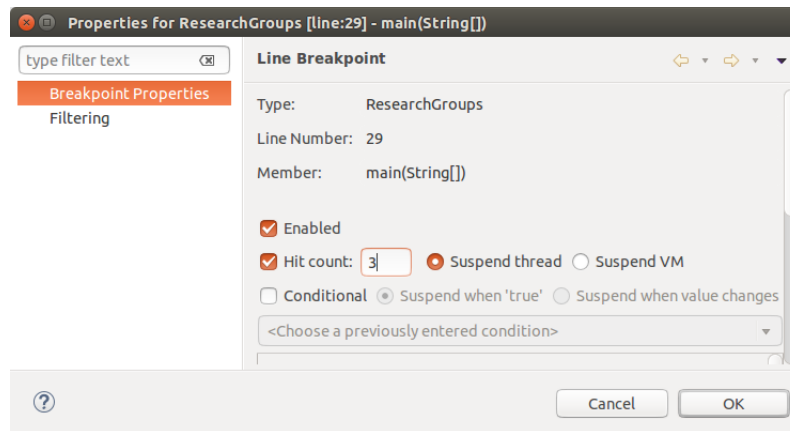 Properties for ResearchGroups [line:29] - main(String[])
type filter text
Breakpoint Properties
Filtering
Line Breakpoint
Type: ResearchGroups
Line Number: 29
Member: main(String[])
Enabled
Hit count: 3 Suspend thread Suspend VM
Conditional Suspend when 'true' Suspend when value changes
<Choose a previously entered condition>
Cancel OK